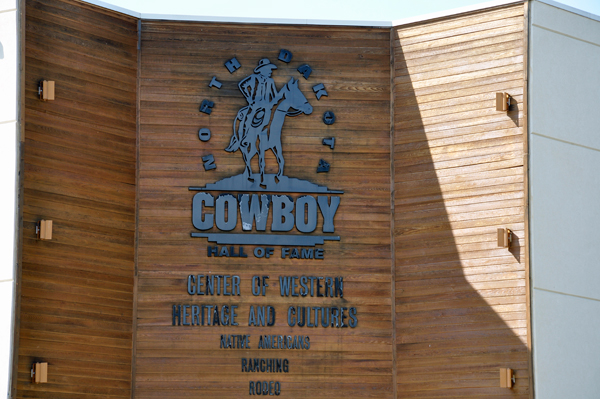 NORTH DAKOTA
COWBOY
HALL OF FAME
CENTER OF WESTERN
HERITAGE AND CULTURES
NATIVE AMERICANS
RANCHING
RODEO